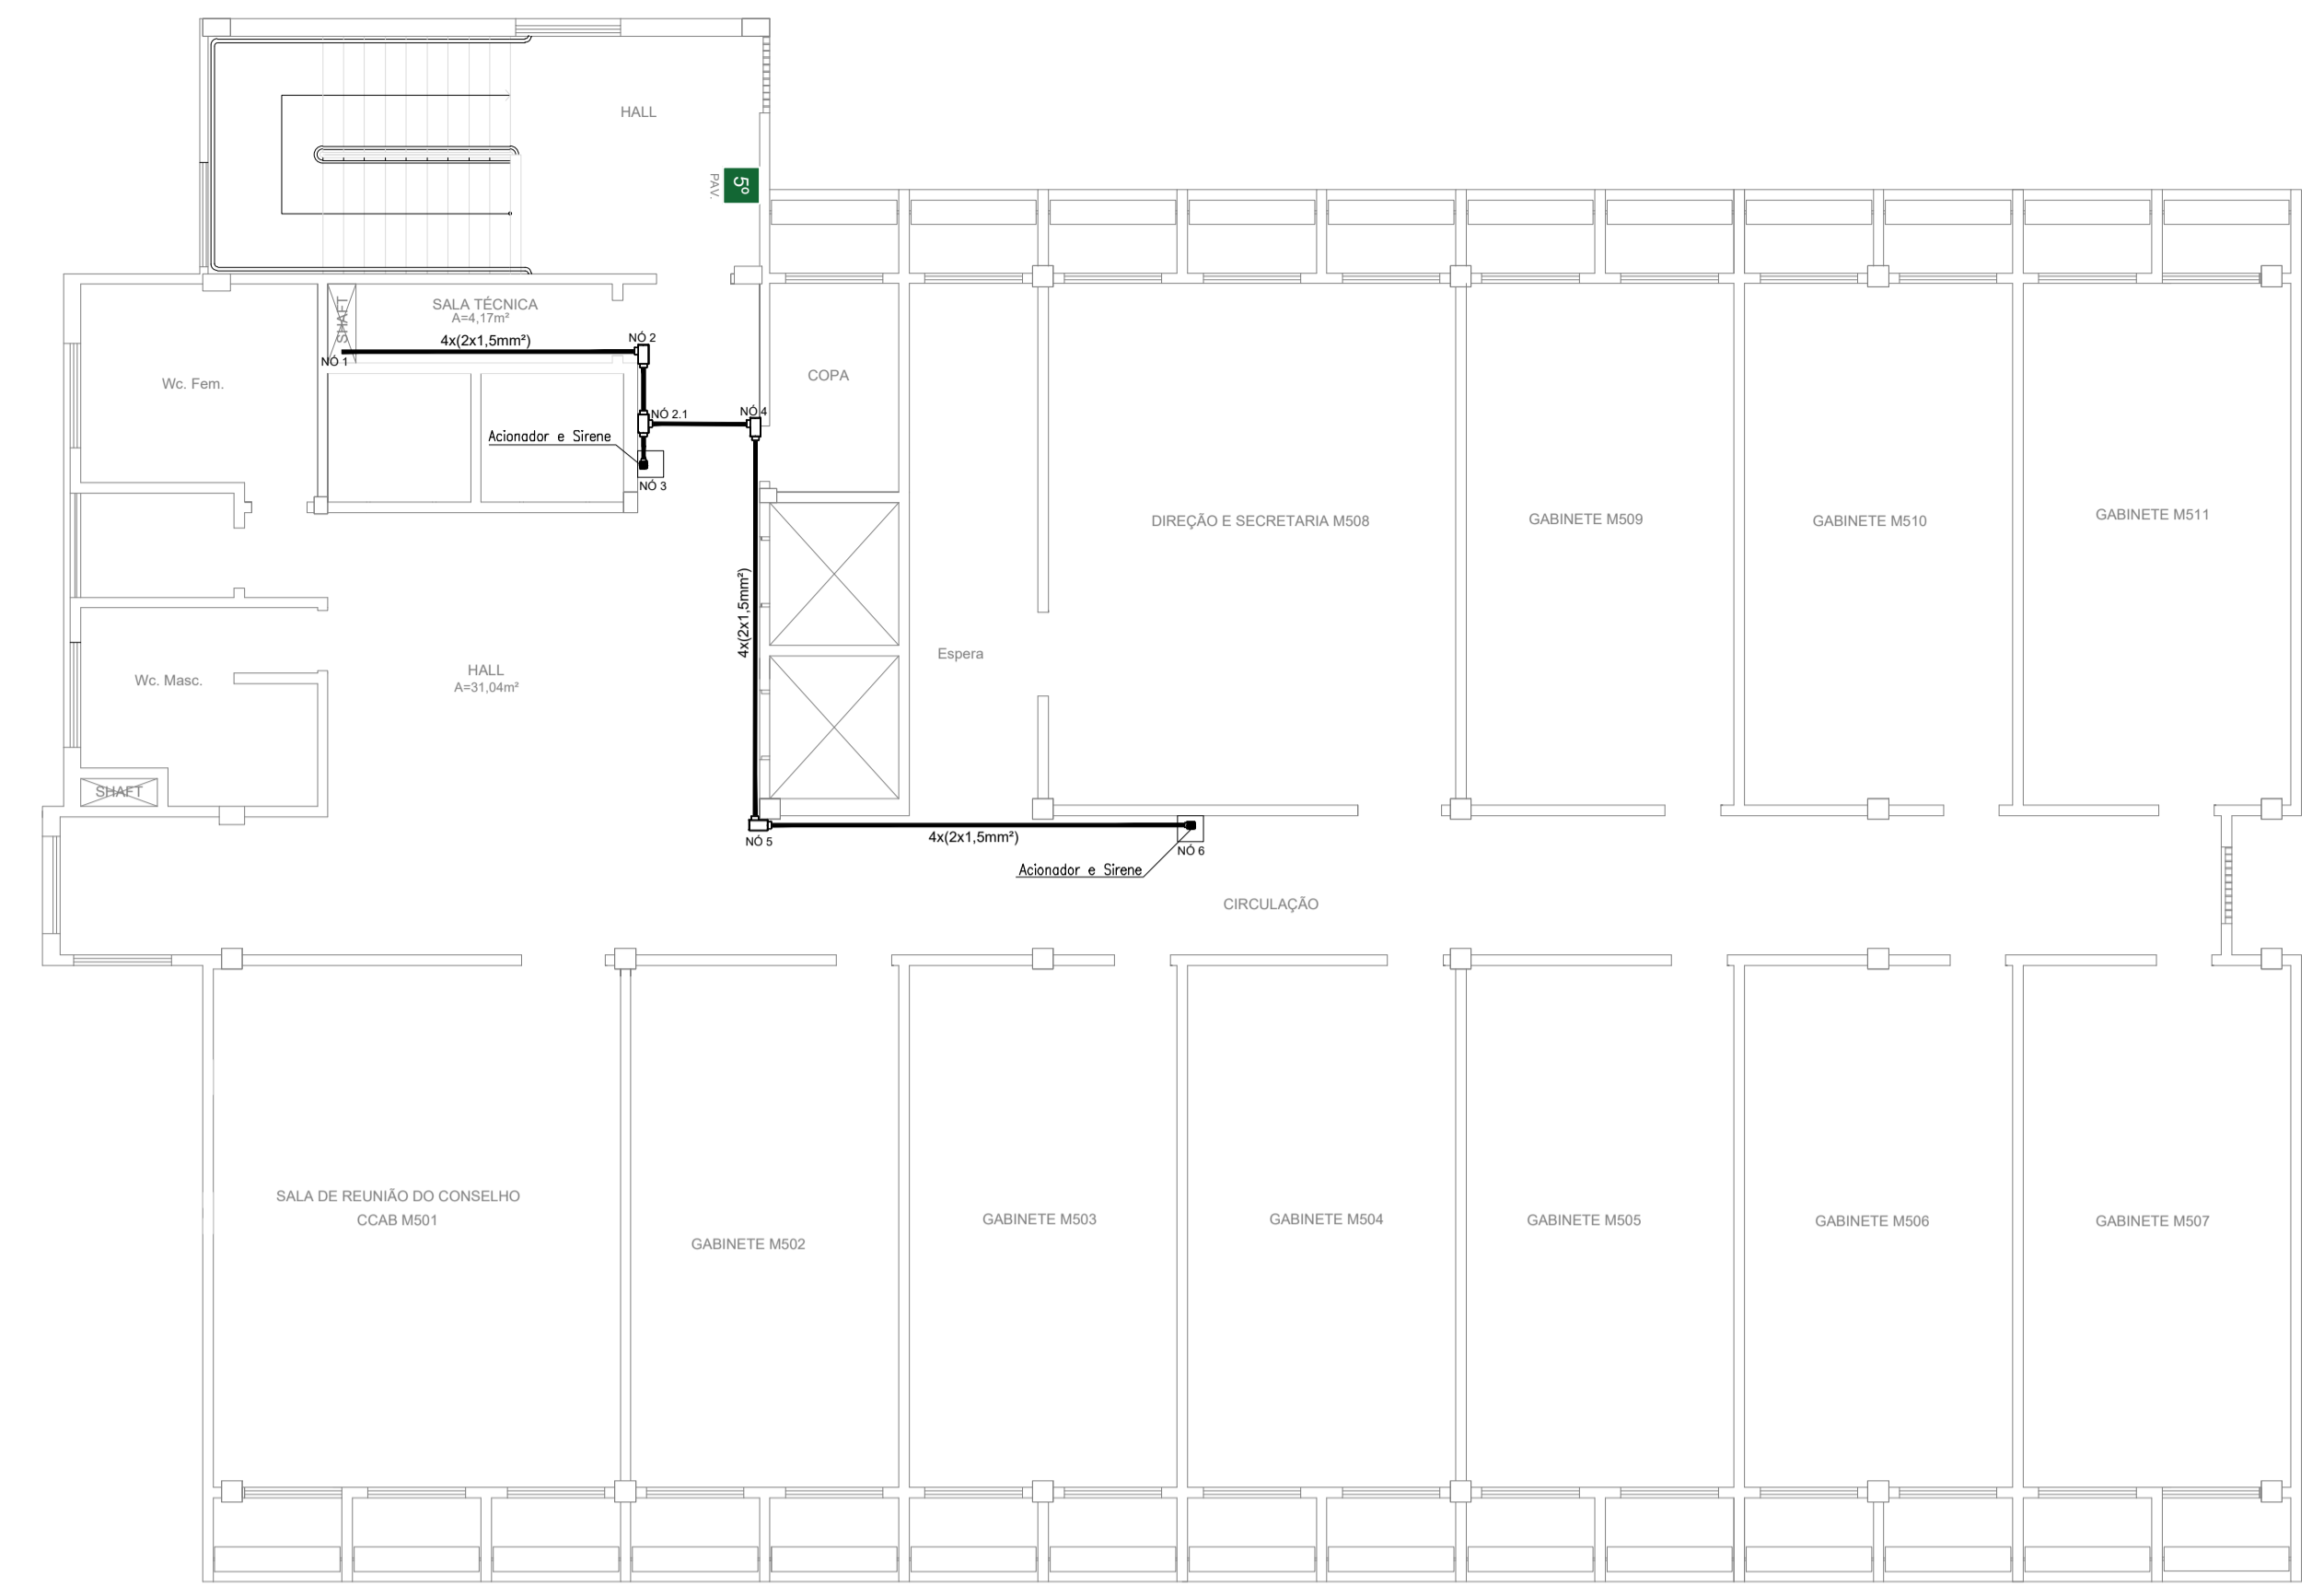 HALL
5º
PAV.
SHAFT
SALA TÉCNICA
A=4,17m²
4x(2x1,5mm²)
NÓ 1
NÓ 2
Wc. Fem.
COPA
NÓ 2.1
NÓ 4
Acionador e Sirene
NÓ 3
DIREÇÃO E SECRETARIA M508
GABINETE M509
GABINETE M510
GABINETE M511
4x(2x1,5mm²)
Espera
HALL
A=31,04m²
Wc. Masc.
SHAFT
NÓ 5
4x(2x1,5mm²)
NÓ 6
Acionador e Sirene
CIRCULAÇÃO
SALA DE REUNIÃO DO CONSELHO
CCAB M501
GABINETE M502
GABINETE M503
GABINETE M504
GABINETE M505
GABINETE M506
GABINETE M507